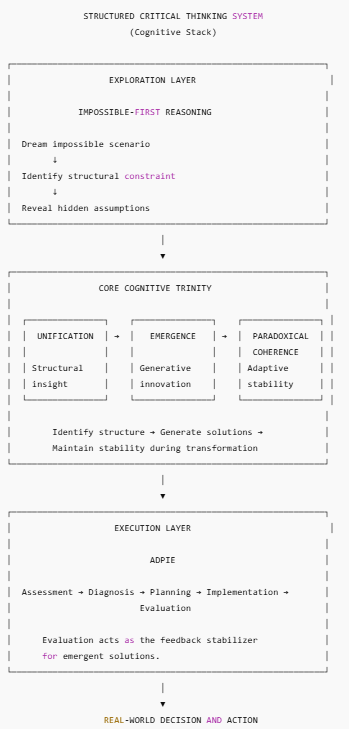 STRUCTURED CRITICAL THINKING SYSTEM
(Cognitive Stack)
EXPLORATION LAYER
IMPOSSIBLE-FIRST REASONING
Dream impossible scenario
↓
Identify structural constraint
↓
Reveal hidden assumptions
▼
CORE COGNITIVE TRINITY
UNIFICATION → EMERGENCE → PARADOXICAL
COHERENCE
Structural Generative Adaptive
insight innovation stability
Identify structure → Generate solutions →
Maintain stability during transformation
▼
EXECUTION LAYER
ADPIE
Assessment → Diagnosis → Planning → Implementation →
Evaluation
Evaluation acts as the feedback stabilizer
for emergent solutions.
▼
REAL-WORLD DECISION AND ACTION